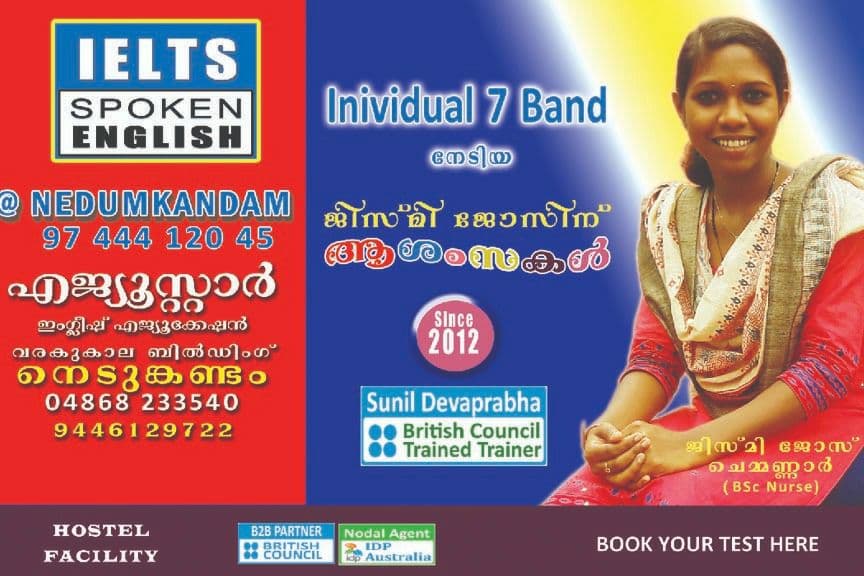 IELTS
SPOKEN
ENGLISH
@ NEDUMKANDAM
97 444 120 45
എജ്യൂസ്റ്റാർ
ഇംഗ്ലീഷ് എജ്യൂക്കേഷൻ
വരകുകാല ബിൽഡിംഗ്
നെടുങ്കണ്ടം
04868 233540
9446129722
Inividual 7 Band
നേടിയ
ജിസ്മി ജോസിന്
ആശംസകൾ
Since
2012
Sunil Devaprabha
British Council
Trained Trainer
ജിസ്മി ജോസ്
ചെമ്മണ്ണാർ
(BSc Nurse)
HOSTEL
FACILITY
B2B PARTNER
BRITISH
COUNCIL
Nodal Agent
idp IDP
Australia
BOOK YOUR TEST HERE